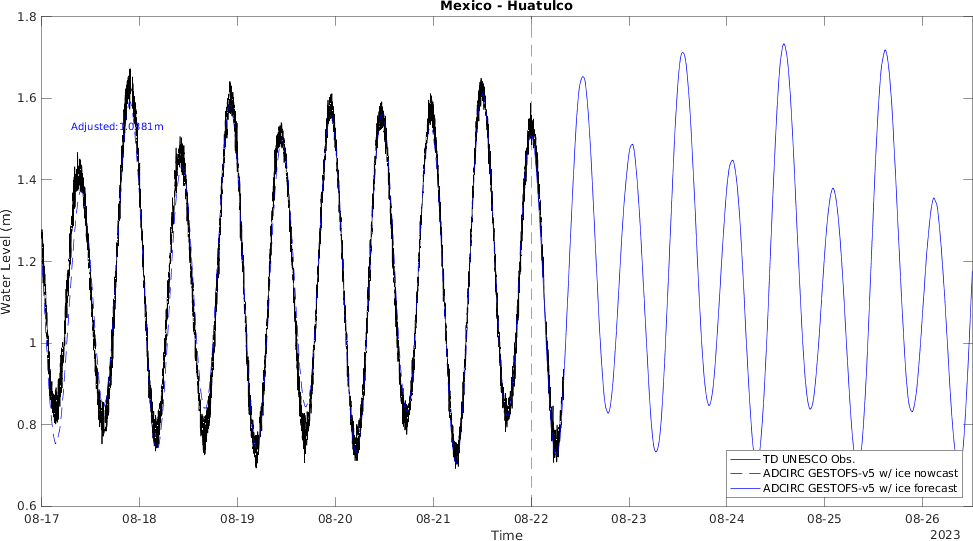 Mexico - Huatulco
1.8
1.6
1.4
1.2
1
0.8
0.6
Water Level (m)
Adjusted:1.0381m
TD UNESCO Obs.
ADCIRC GESTOFS-v5 w/ ice nowcast
ADCIRC GESTOFS-v5 w/ ice forecast
08-17 08-18 08-19 08-20 08-21 08-22 08-23 08-24 08-25 08-26
Time
2023